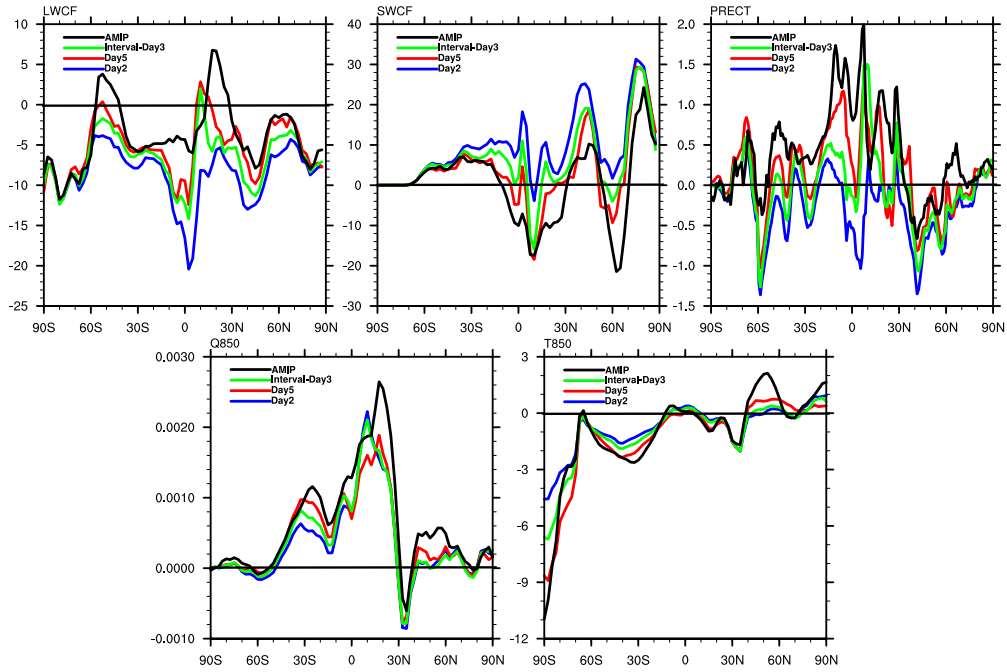 LWCF
10
5
0
-5
-10
-15
-20
-25
90S 60S 30S 0 30N 60N 90N
AMIP
Interval-Day3
Day5
Day2
SWCF
40
30
20
10
0
10
20
30
90S 60S 30S 0 30N 60N 90N
AMIP
Interval-Day3
Day5
Day2
PRECT
2.0
1.5
1.0
0.5
0.0
-0.5
-1.0
-1.5
90S 60S 30S 0 30N 60N 90N
AMIP
Interval-Day3
Day5
Day2
Q850
0.0030
0.0020
0.0010
0.0000
-0.0010
90S 60S 30S 0 30N 60N 90N
AMIP
Interval-Day3
Day5
Day2
T850
3
0
-3
-6
-9
-12
90S 60S 30S 0 30N 60N 90N
AMIP
Interval-Day3
Day5
Day2